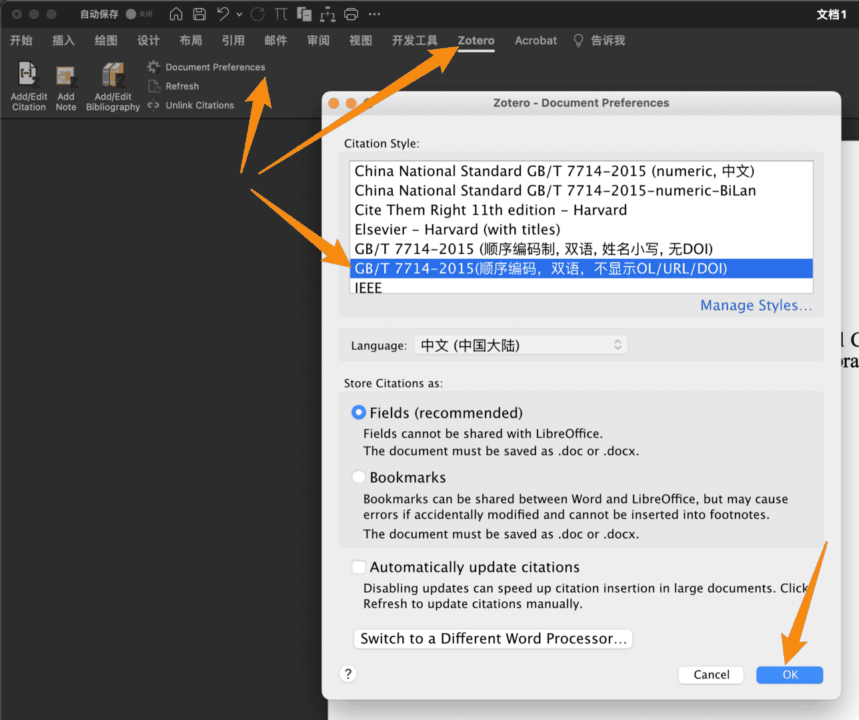 自动保存 关闭
文档1
开始 插入 绘图 设计 布局 引用 邮件 审阅 视图 开发工具 Zotero Acrobat 告诉我
Add/Edit Citation
Add Note
Add/Edit Bibliography
Document Preferences
Refresh
Unlink Citations
Zotero - Document Preferences
Citation Style:
China National Standard GB/T 7714-2015 (numeric, 中文)
China National Standard GB/T 7714-2015-numeric-BiLan
Cite Them Right 11th edition - Harvard
Elsevier - Harvard (with titles)
GB/T 7714-2015 (顺序编码制, 双语, 姓名小写, 无DOI)
GB/T 7714-2015(顺序编码，双语，不显示OL/URL/DOI)
IEEE
Manage Styles...
Language: 中文 (中国大陆)
Store Citations as:
Fields (recommended)
Fields cannot be shared with LibreOffice.
The document must be saved as .doc or .docx.
Bookmarks
Bookmarks can be shared between Word and LibreOffice, but may cause
errors if accidentally modified and cannot be inserted into footnotes.
The document must be saved as .doc or .docx.
Automatically update citations
Disabling updates can speed up citation insertion in large documents. Click
Refresh to update citations manually.
Switch to a Different Word Processor...
? Cancel OK